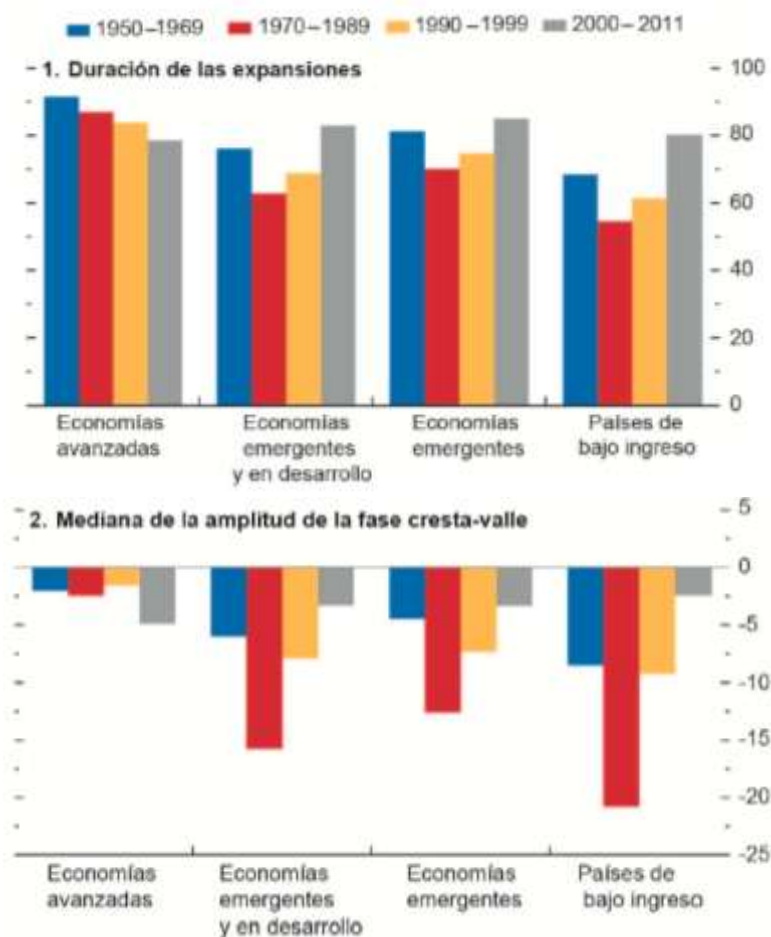 1950–1969 1970–1989 1990–1999 2000–2011
1. Duración de las expansiones
100
80
60
40
20
0
Economías avanzadas
Economías emergentes y en desarrollo
Economías emergentes
Países de bajo ingreso
2. Mediana de la amplitud de la fase cresta-valle
5
0
-5
-10
-15
-20
-25
Economías avanzadas
Economías emergentes y en desarrollo
Economías emergentes
Países de bajo ingreso